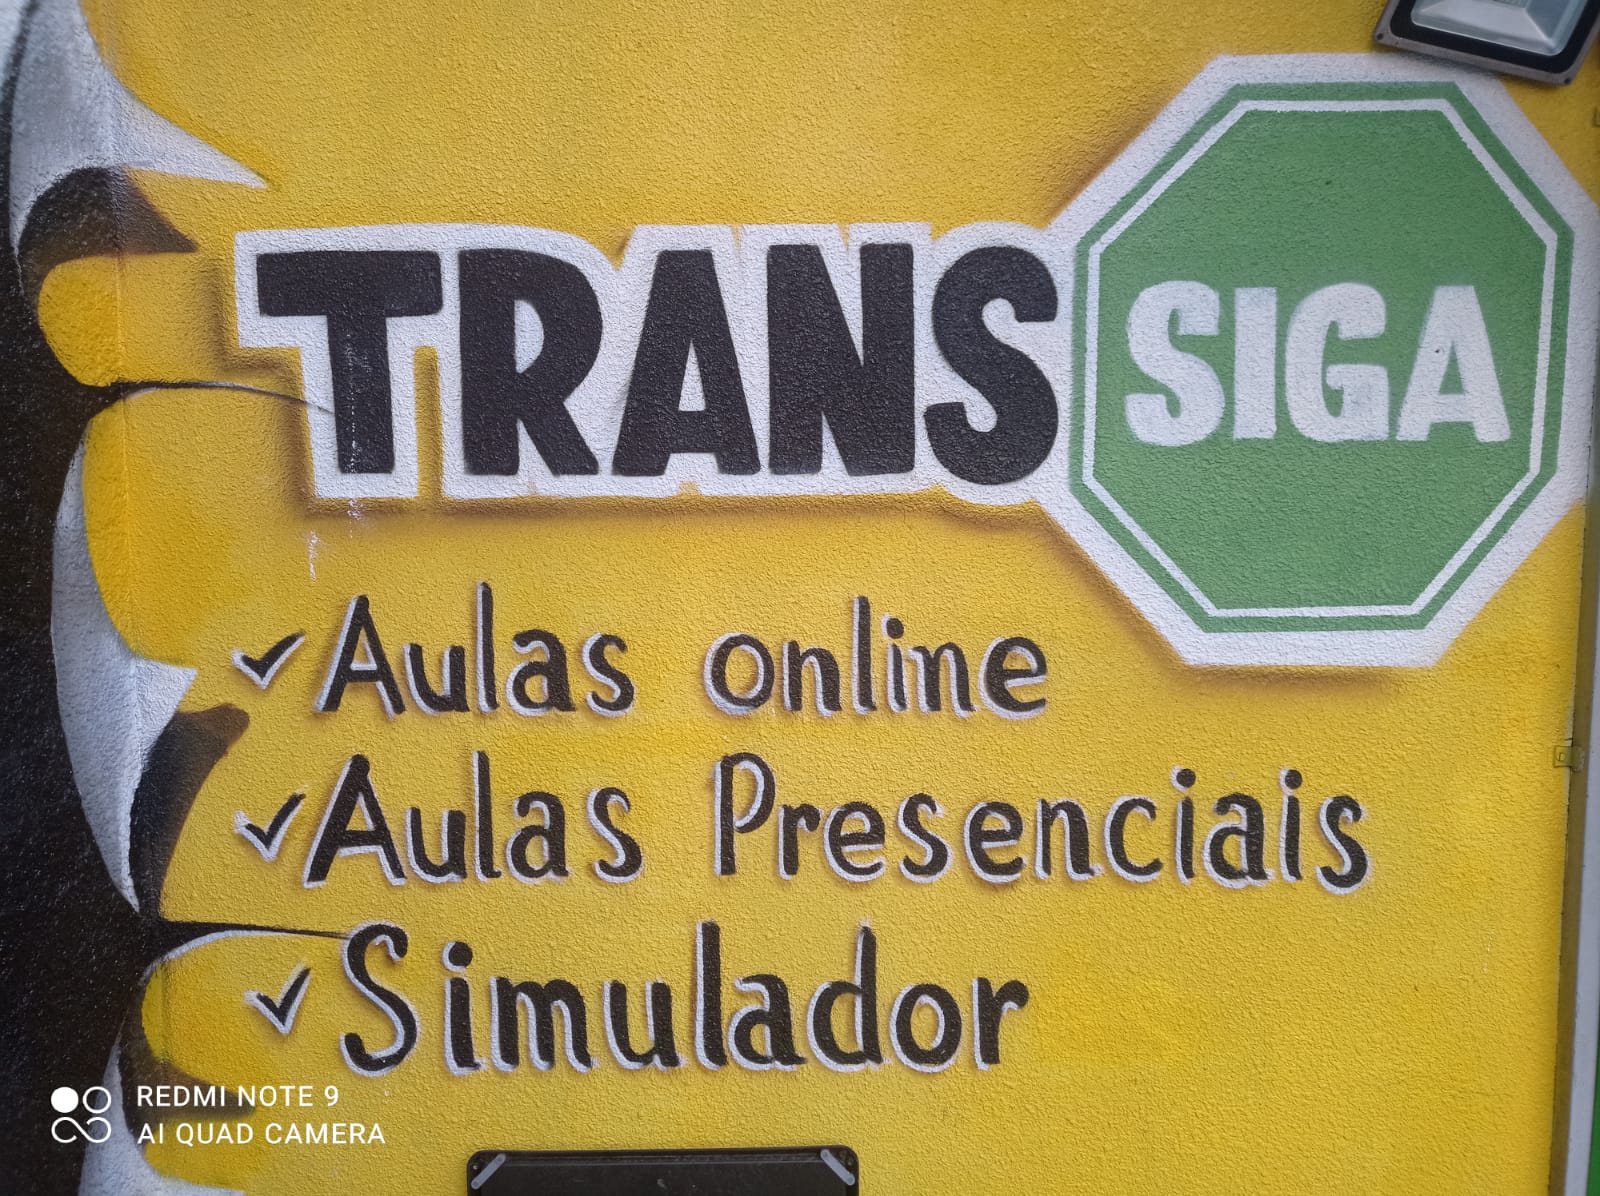 TRANS SIGA
✓ Aulas online
✓ Aulas Presenciais
✓ Simulador
REDMI NOTE 9
AI QUAD CAMERA